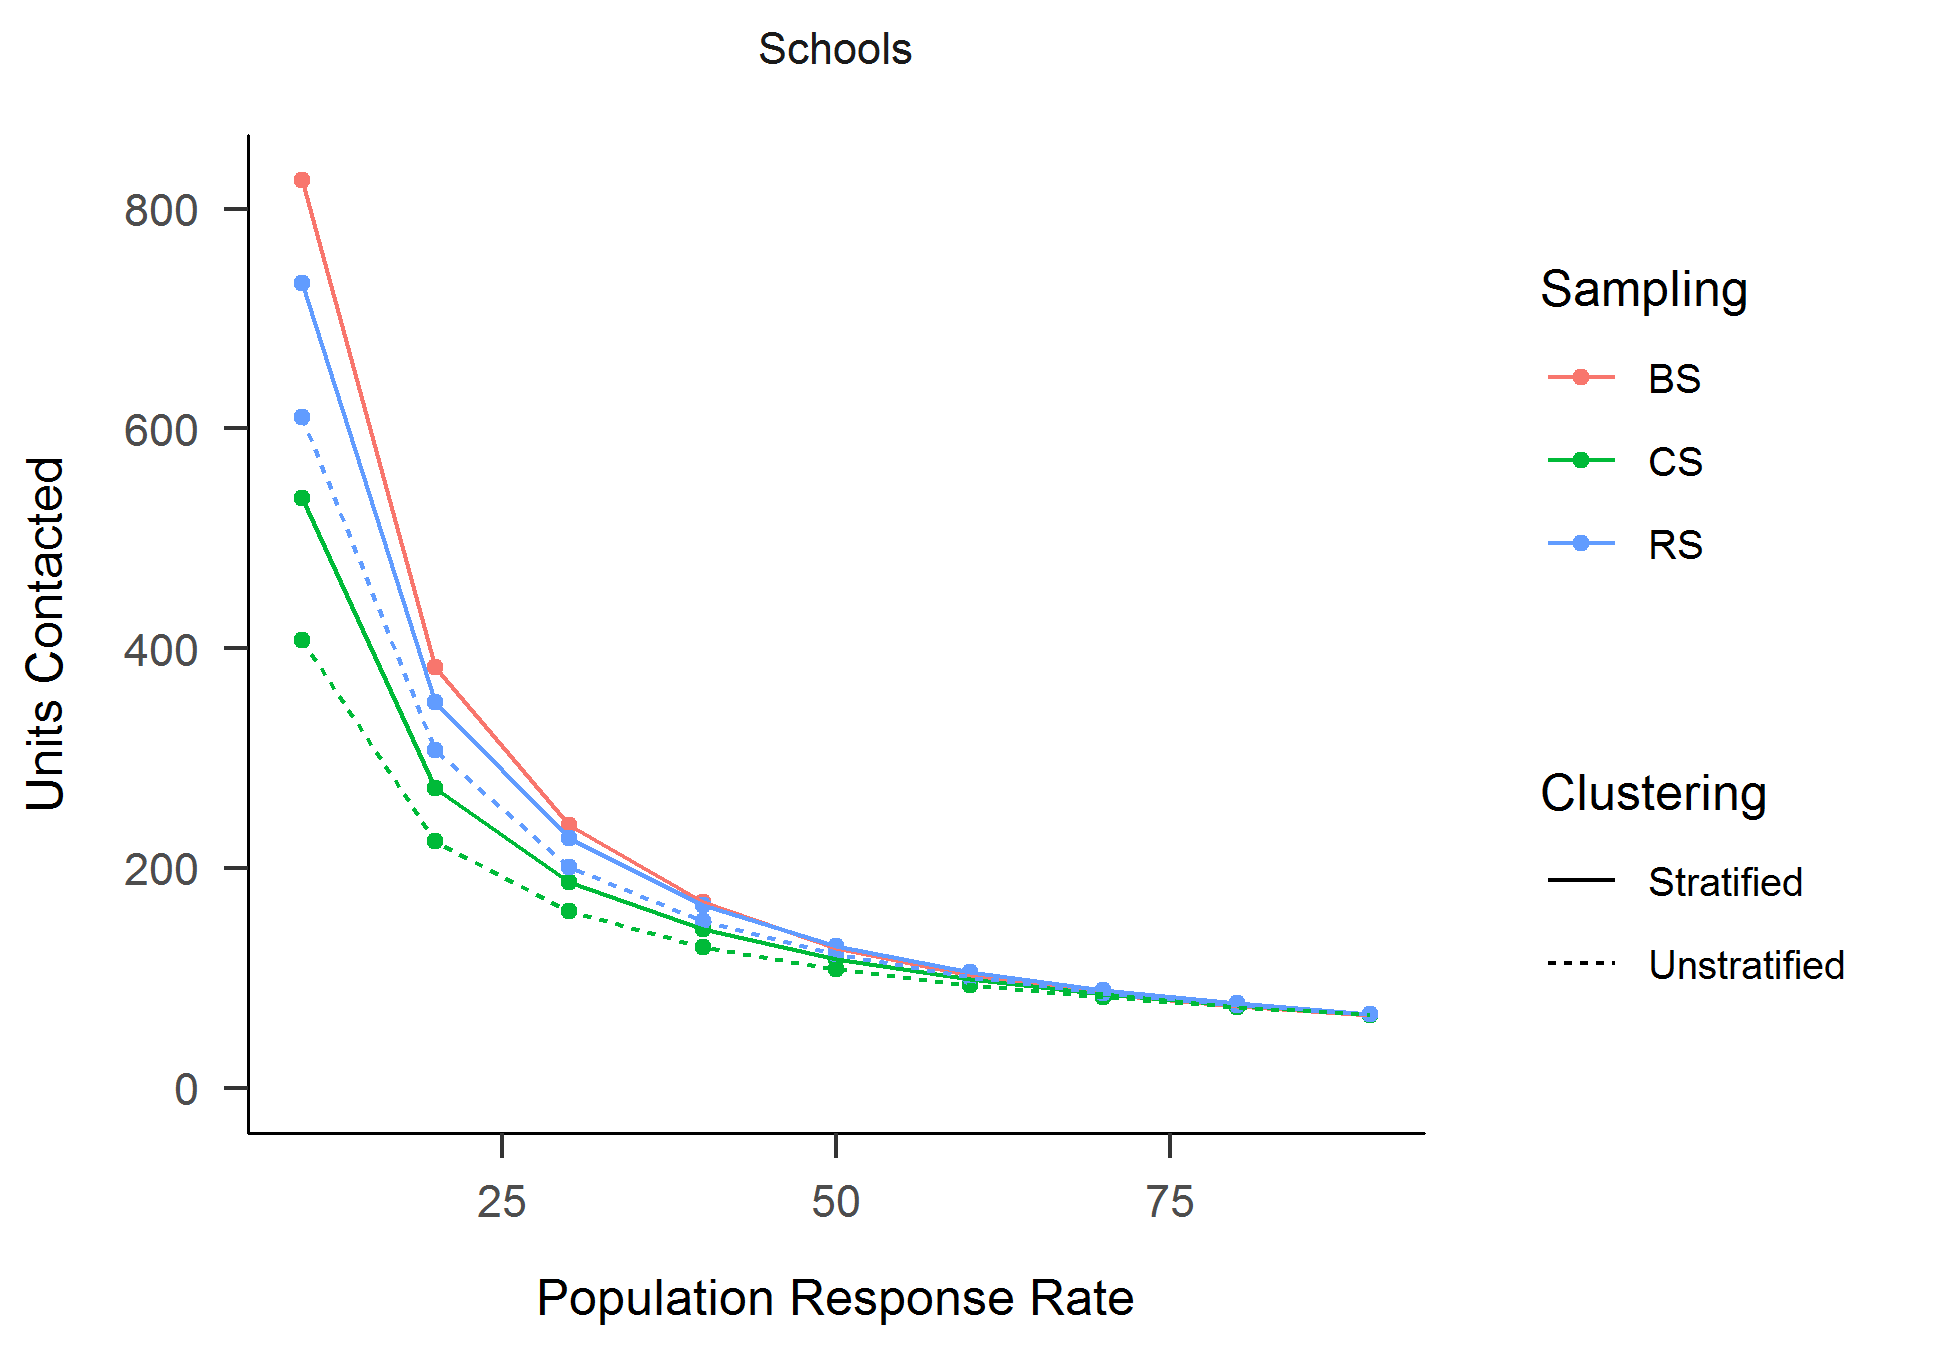 Schools
Units Contacted
800
600
400
200
0
25
50
75
Population Response Rate
Sampling
BS
CS
RS
Clustering
Stratified
Unstratified